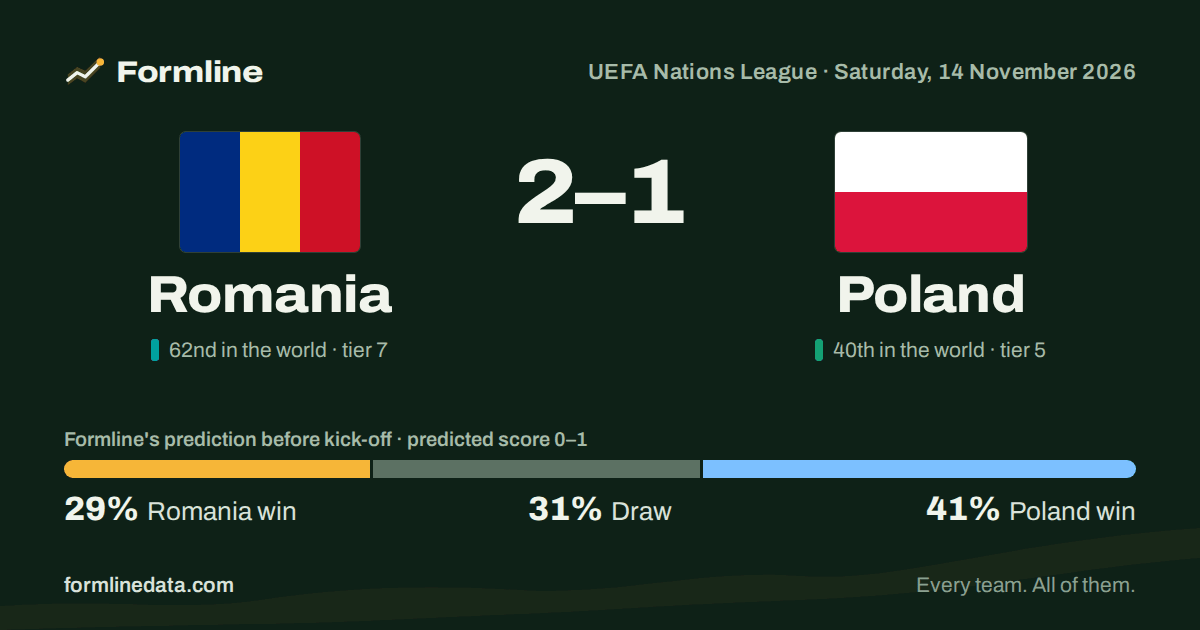 Formline
UEFA Nations League · Saturday, 14 November 2026
2–1
Romania
Poland
62nd in the world · tier 7
40th in the world · tier 5
Formline's prediction before kick-off · predicted score 0–1
29% Romania win
31% Draw
41% Poland win
formlinedata.com
Every team. All of them.